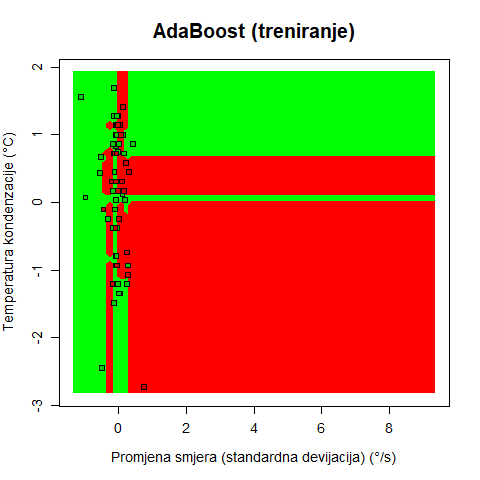 AdaBoost (treniranje)
Temperatura kondenzacije (°C)
2
1
0
-1
-2
-3
0 2 4 6 8
Promjena smjera (standardna devijacija) (°/s)